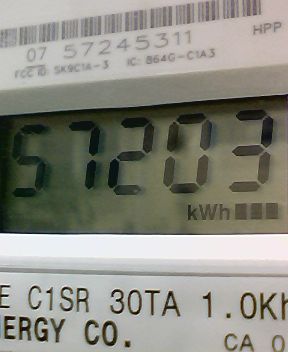 07 57245311
HPP
FCC ID: SK9C1A-3 IC: 864G-C1A3
57203
kWh
E C1SR 30TA 1.0Kh
ERGY CO.
CA 0